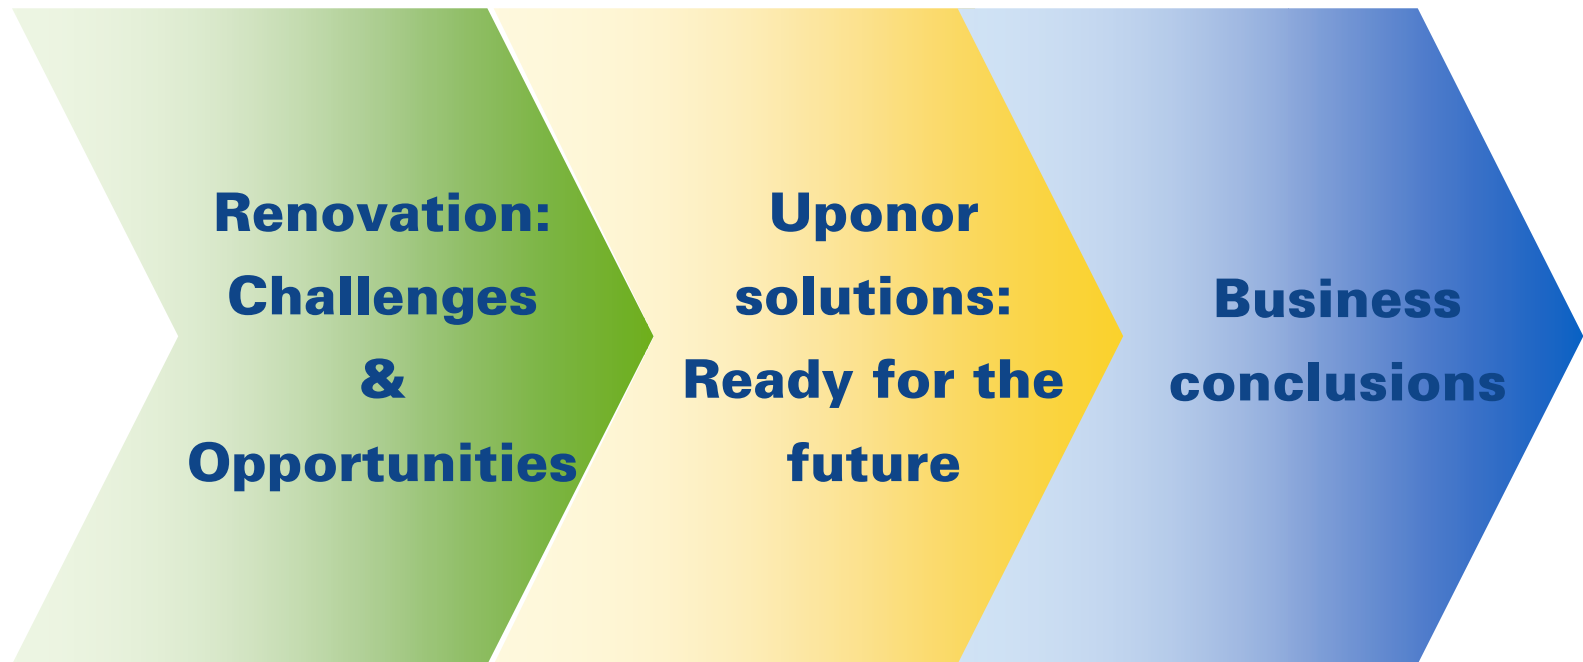 Renovation:
Challenges
&
Opportunities
Uponor
solutions:
Ready for the
future
Business
conclusions